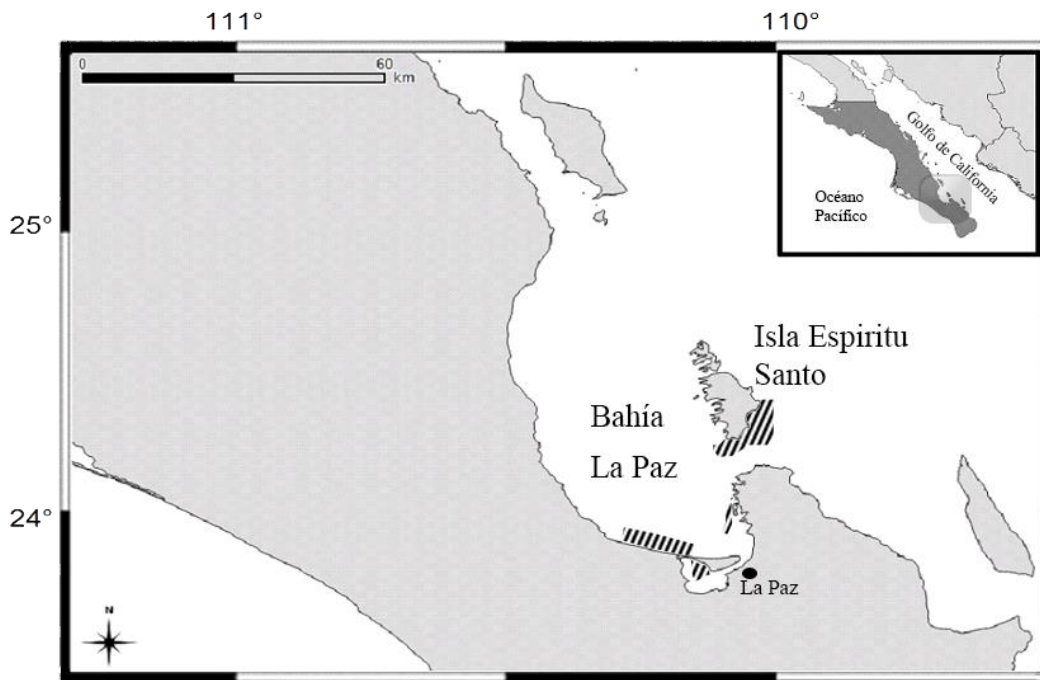 111°
110°
0
60
km
Golfo de California
Océano
Pacífico
25°
Isla Espiritu
Santo
Bahía
La Paz
24°
La Paz
N